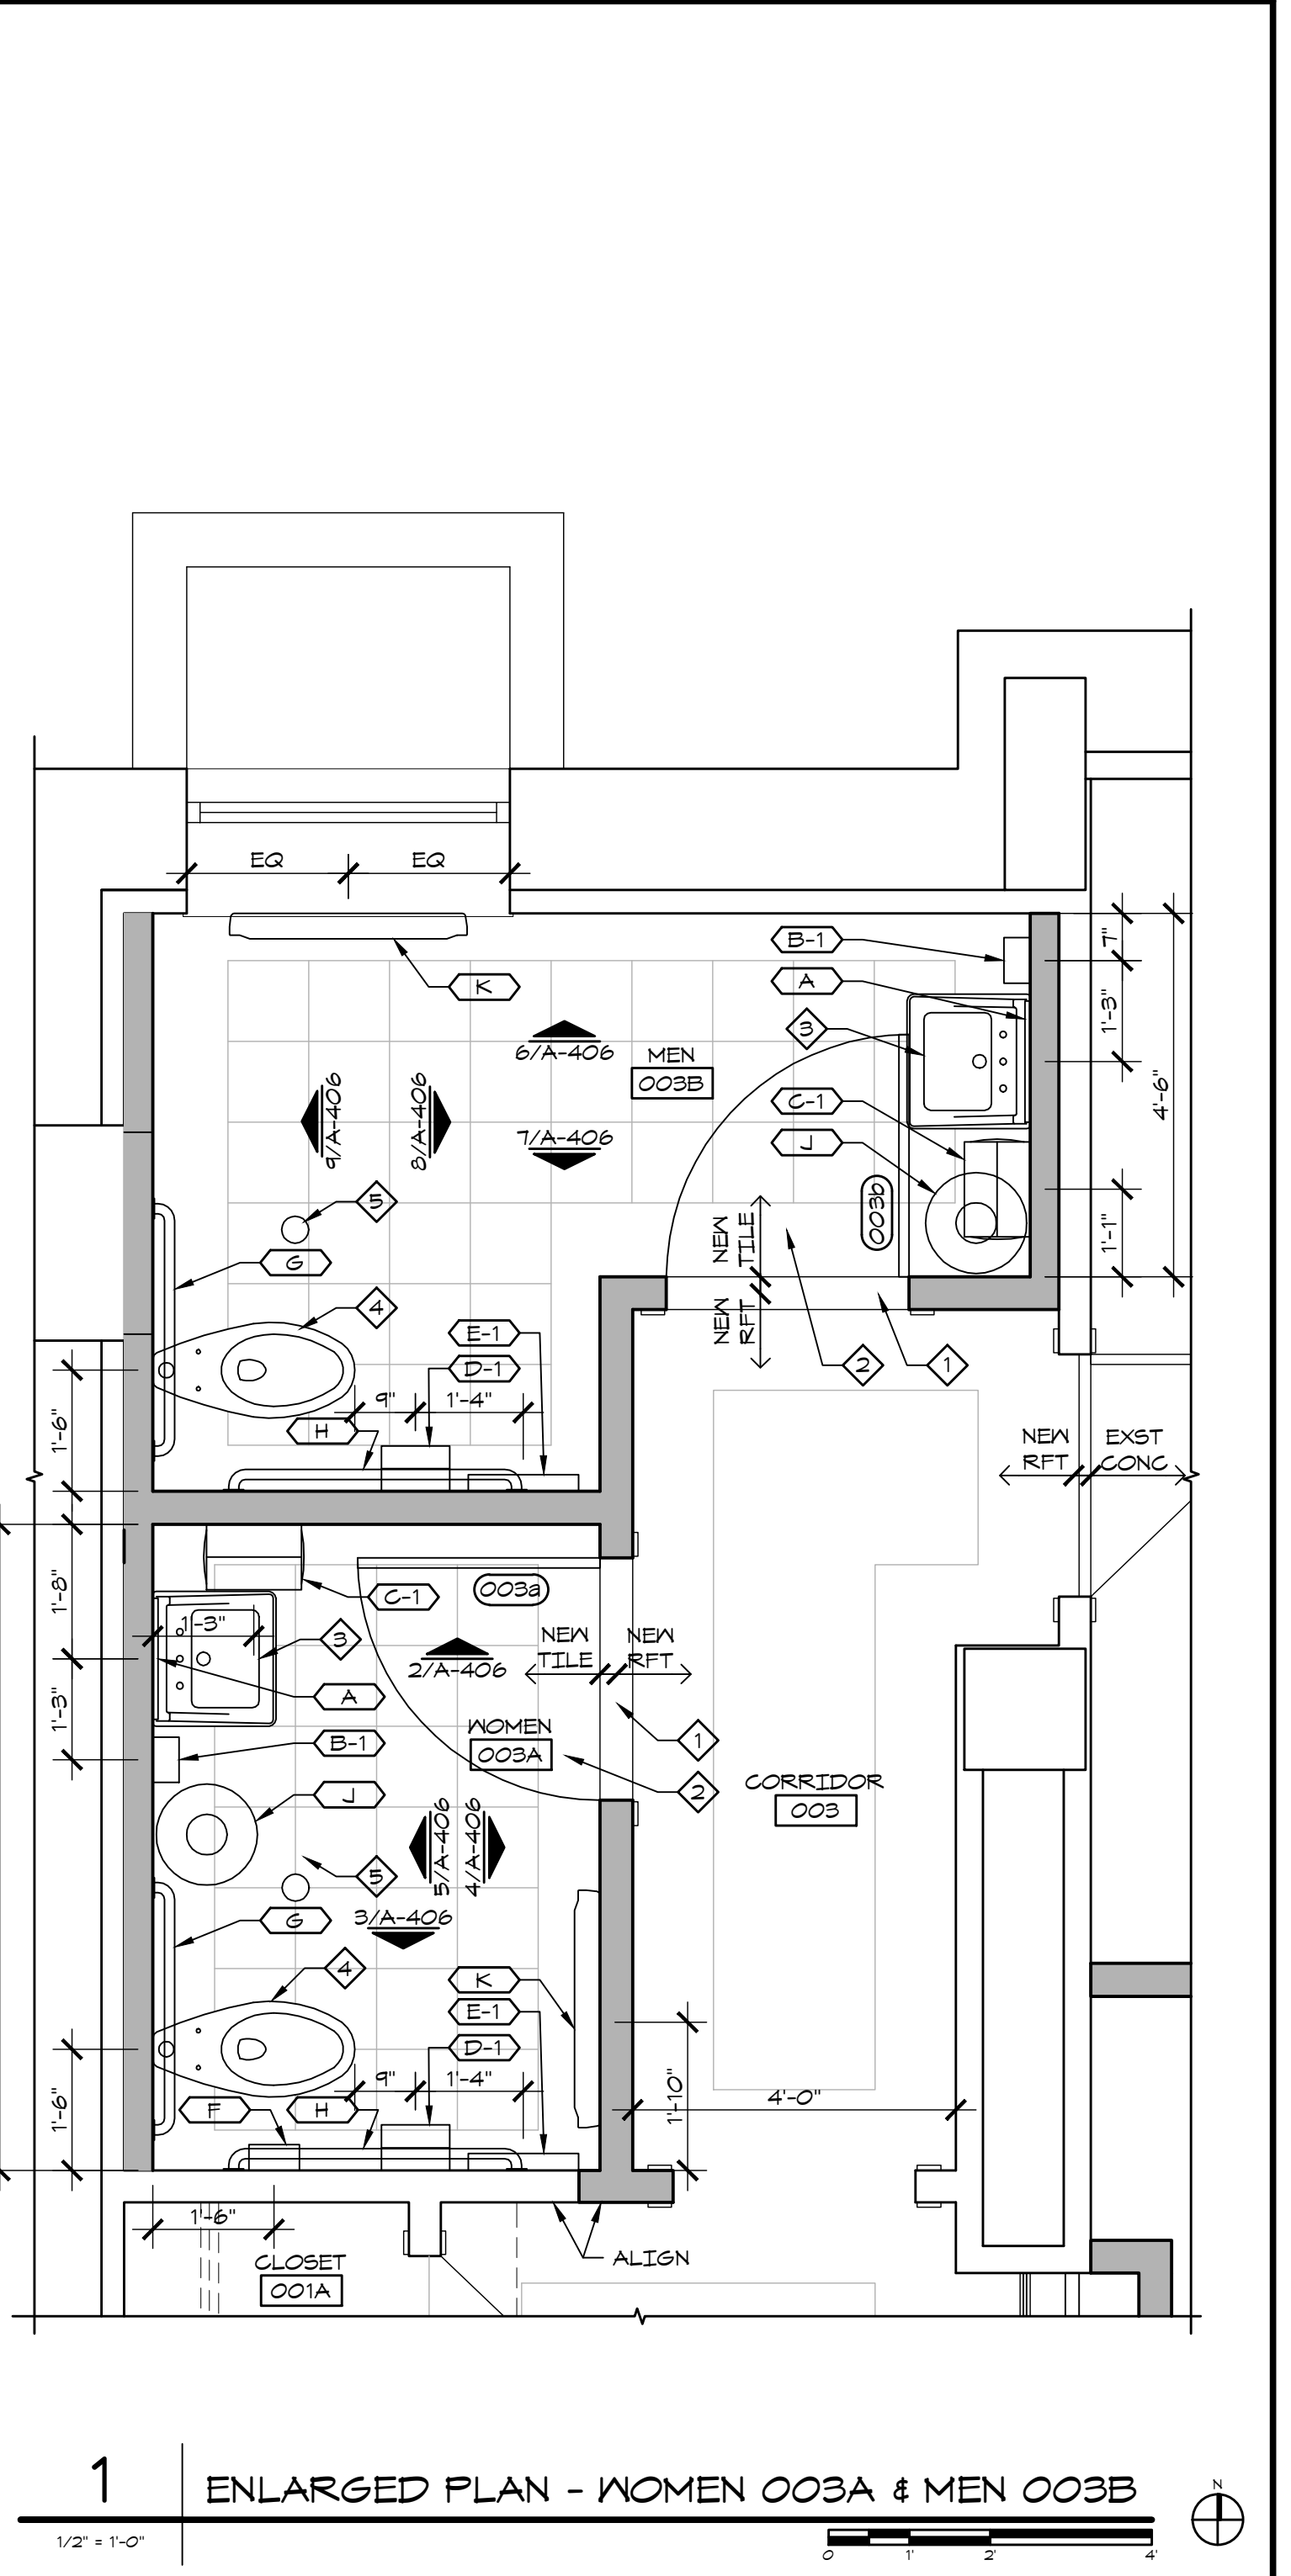 EQ EQ
B-1
7"
K
A
3
1'-3"
6/A-406
MEN
003B
9/A-406
8/A-406
C-1
4'-6"
7/A-406
J
5
003b
NEW TILE
1'-1"
G
4
NEW RFT
E-1
D-1
2 1
9" 1'-4"
1'-6"
H
NEW RFT
EXST CONC
1'-8"
C-1
003a
1'-3"
3
NEW TILE
NEW RFT
2/A-406
A
1'-3"
WOMEN
003A
B-1
1
J
2
CORRIDOR
003
5/A-406
4/A-406
5
G
3/A-406
4
K
E-1
D-1
9" 1'-4"
1'-6"
F
H
1'-10"
4'-0"
1'-6"
CLOSET
001A
ALIGN
1
ENLARGED PLAN - WOMEN 003A & MEN 003B
N
1/2" = 1'-0"
0 1' 2' 4'